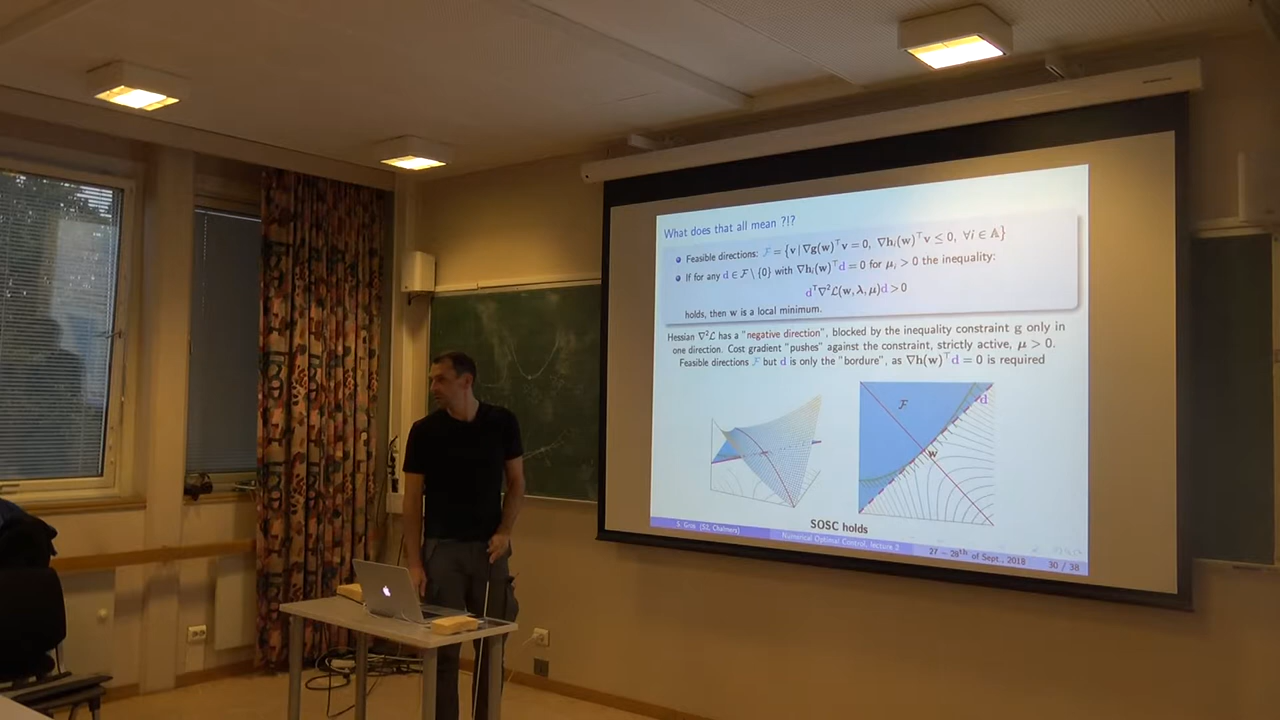 What does that all mean ?!?
Feasible directions: F = {v | ∇g(w)ᵀv = 0, ∇hᵢ(w)ᵀv ≤ 0, ∀i ∈ 𝔸}
If for any d ∈ F \ {0} with ∇hᵢ(w)ᵀd = 0 for μᵢ > 0 the inequality:
dᵀ∇²L(w, λ, μ)d > 0
holds, then w is a local minimum.
Hessian ∇²L has a "negative direction", blocked by the inequality constraint g only in
one direction. Cost gradient "pushes" against the constraint, strictly active, μ > 0.
Feasible directions F but d is only the "bordure", as ∇h(w)ᵀd = 0 is required
F
d
w
SOSC holds
S. Gros (S2, Chalmers)
Numerical Optimal Control, lecture 2
27 – 28ᵗʰ of Sept., 2018
30 / 38